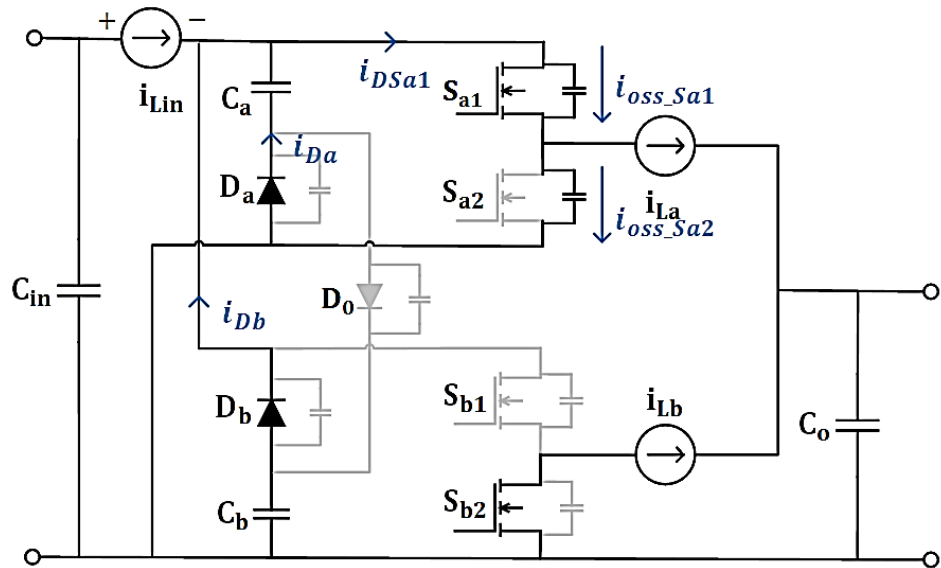 + −
i_Lin
i_DSa1
C_a
S_a1
i_oss_Sa1
i_Da
D_a
S_a2
i_La
i_oss_Sa2
C_in
D_0
i_Db
D_b
S_b1
i_Lb
C_o
S_b2
C_b